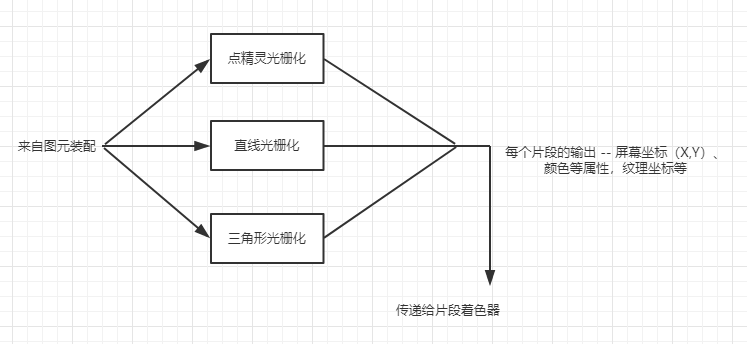 点精灵光栅化
来自图元装配
直线光栅化
每个片段的输出 -- 屏幕坐标（X,Y）、
颜色等属性，纹理坐标等
三角形光栅化
传递给片段着色器